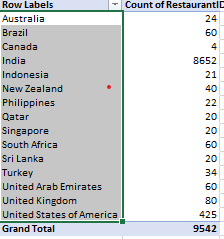 Row Labels Count of RestaurantID
Australia 24
Brazil 60
Canada 4
India 8652
Indonesia 21
New Zealand 40
Philippines 22
Qatar 20
Singapore 20
South Africa 60
Sri Lanka 20
Turkey 34
United Arab Emirates 60
United Kingdom 80
United States of America 425
Grand Total 9542